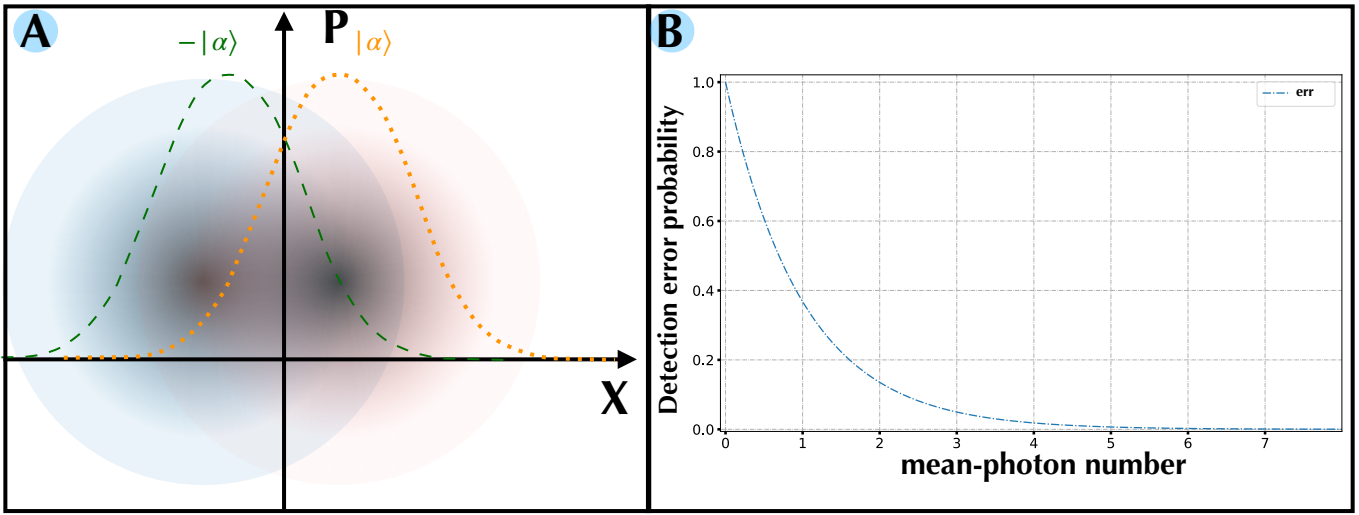 A
−|α⟩
P
|α⟩
X
B
Detection error probability
1.0
0.8
0.6
0.4
0.2
0.0
err
0 1 2 3 4 5 6 7
mean-photon number